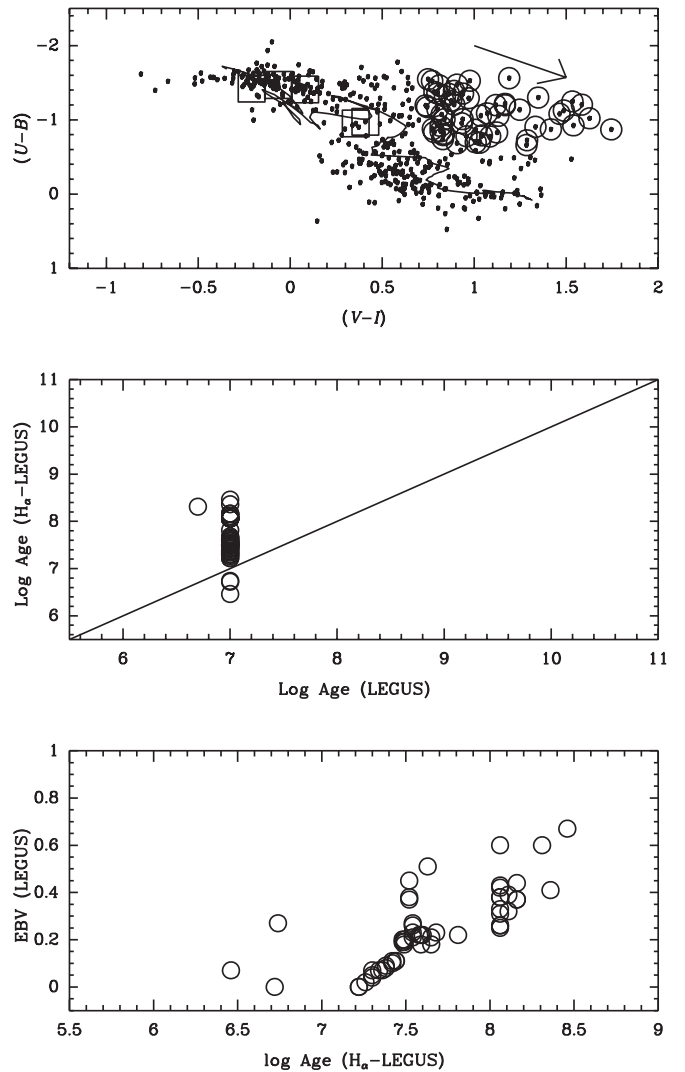 −2
−1
0
1
(U−B)
−1 −0.5 0 0.5 1 1.5 2
(V−I)
11
10
9
8
7
6
Log Age (Hα−LEGUS)
6 7 8 9 10 11
Log Age (LEGUS)
1
0.8
0.6
0.4
0.2
0
EBV (LEGUS)
5.5 6 6.5 7 7.5 8 8.5 9
log Age (Hα−LEGUS)